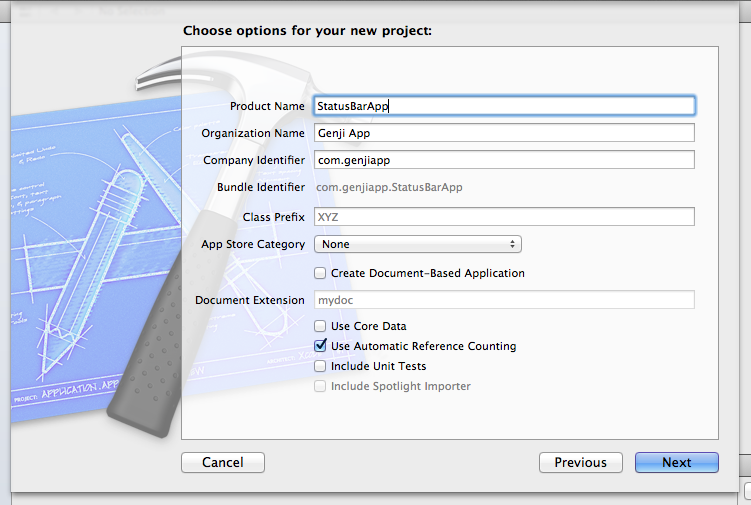 Choose options for your new project:
Product Name StatusBarApp
Organization Name Genji App
Company Identifier com.genjiapp
Bundle Identifier com.genjiapp.StatusBarApp
Class Prefix XYZ
App Store Category None
Create Document-Based Application
Document Extension mydoc
Use Core Data
Use Automatic Reference Counting
Include Unit Tests
Include Spotlight Importer
PROJECT: APPLICATION.APP
Cancel Previous Next